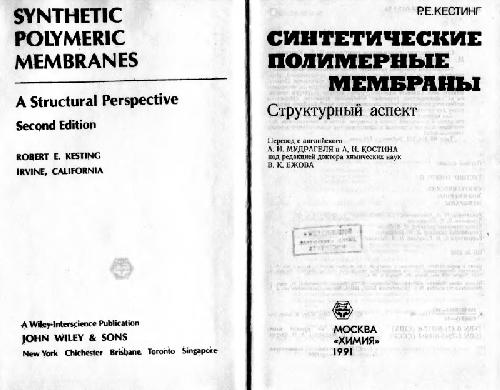 SYNTHETIC
POLYMERIC
MEMBRANES
A Structural Perspective
Second Edition
ROBERT E. KESTING
IRVINE, CALIFORNIA
A Wiley-Interscience Publication
JOHN WILEY & SONS
New York Chichester Brisbane Toronto Singapore
Р.Е.КЕСТИНГ
СИНТЕТИЧЕСКИЕ
ПОЛИМЕРНЫЕ
МЕМБРАНЫ
Структурный аспект
Перевод с английского
А. И. МУДРАГЕЛЯ и А. И. КОСТИНА
под редакцией доктора химических наук
В. К. ЕЖОВА
МОСКВА
«ХИМИЯ»
1991